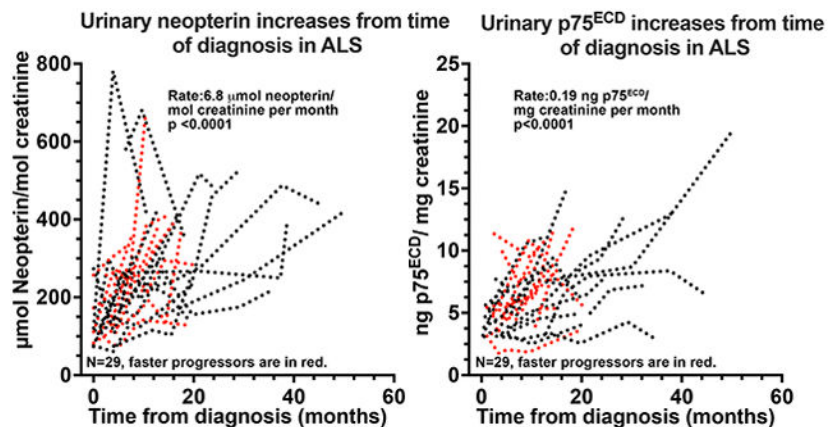 Urinary neopterin increases from time
of diagnosis in ALS
800
600
400
200
0
µmol Neopterin/mol creatinine
Rate:6.8 µmol neopterin/
mol creatinine per month
p <0.0001
N=29, faster progressors are in red.
0
20
40
60
Time from diagnosis (months)
Urinary p75ECD increases from time
of diagnosis in ALS
25
20
15
10
5
0
ng p75ECD/ mg creatinine
Rate:0.19 ng p75ECD/
mg creatinine per month
p<0.0001
N=29, faster progressors are in red.
0
20
40
60
Time from diagnosis (months)